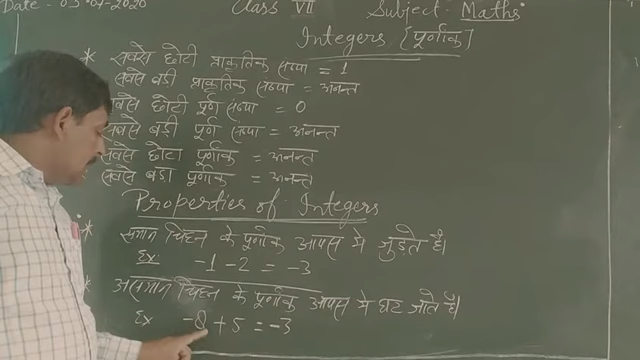 Date - 03-07-2020 Class VII Subject: Maths
Integers [पूर्णांक]
* सबसे छोटी प्राकृतिक संख्या = 1
सबसे बड़ी प्राकृतिक संख्या = अनन्त
सबसे छोटी पूर्ण संख्या = 0
सबसे बड़ी पूर्ण संख्या = अनन्त
सबसे छोटा पूर्णांक = अनन्त
सबसे बड़ा पूर्णांक = अनन्त
Properties of Integers
* समान चिह्न के पूर्णांक आपस में जुड़ते हैं।
Ex -1 - 2 = -3
* असमान चिह्न के पूर्णांक आपस में घट जाते हैं।
Ex -8 + 5 = -3